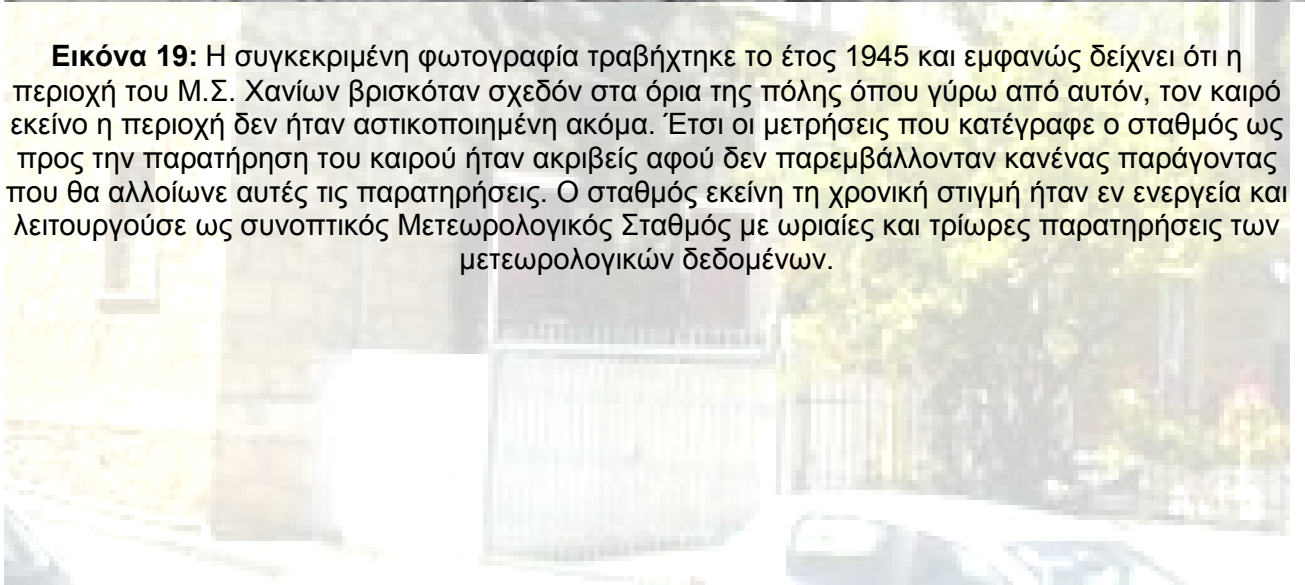 Εικόνα 19: Η συγκεκριμένη φωτογραφία τραβήχτηκε το έτος 1945 και εμφανώς δείχνει ότι η
περιοχή του Μ.Σ. Χανίων βρισκόταν σχεδόν στα όρια της πόλης όπου γύρω από αυτόν, τον καιρό
εκείνο η περιοχή δεν ήταν αστικοποιημένη ακόμα. Έτσι οι μετρήσεις που κατέγραφε ο σταθμός ως
προς την παρατήρηση του καιρού ήταν ακριβείς αφού δεν παρεμβάλλονταν κανένας παράγοντας
που θα αλλοίωνε αυτές τις παρατηρήσεις. Ο σταθμός εκείνη τη χρονική στιγμή ήταν εν ενεργεία και
λειτουργούσε ως συνοπτικός Μετεωρολογικός Σταθμός με ωριαίες και τρίωρες παρατηρήσεις των
μετεωρολογικών δεδομένων.